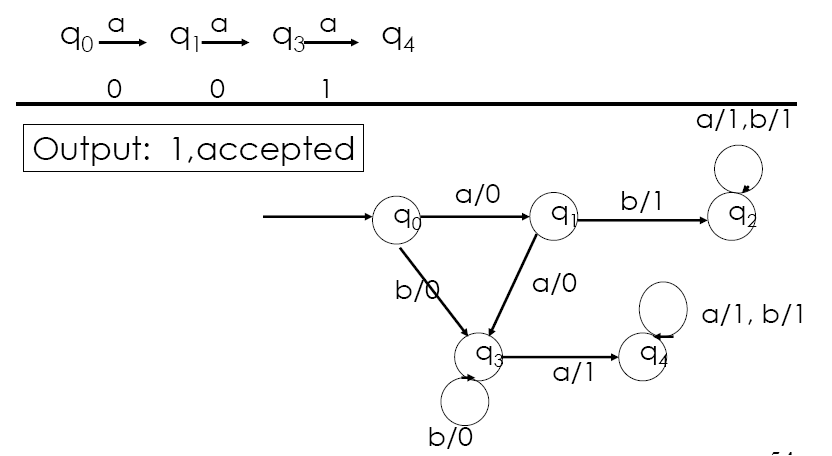 q0 a q1 a q3 a q4
0 0 1
Output: 1,accepted
a/1,b/1
a/0
b/1
q0
q1
q2
b/0
a/0
a/1, b/1
q3
q4
a/1
b/0